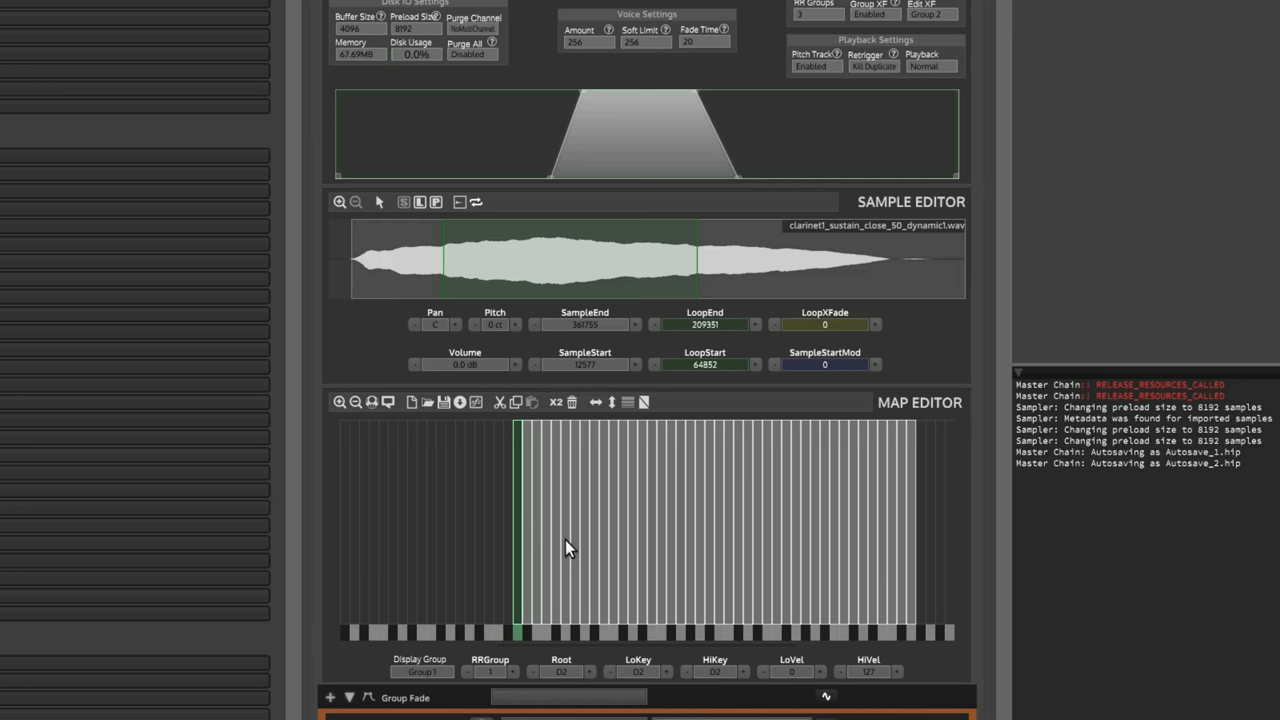 Disk IO Settings
Buffer Size ? Preload Size ? Purge Channel
4096 8192 NoMultiChannel
Memory Disk Usage Purge All ?
67.69MB 0.0% Disabled
Voice Settings
Amount ? Soft Limit ? Fade Time ?
256 256 20
RR Groups Group XF ? Edit XF
3 Enabled Group 2
Playback Settings
Pitch Track ? Retrigger ? Playback
Enabled Kill Duplicate Normal
S L P
SAMPLE EDITOR
clarinet1_sustain_close_50_dynamic1.wav
Pan Pitch SampleEnd LoopEnd LoopXFade
- C + - 0 ct + - 361755 + - 209351 + - 0 +
Volume SampleStart LoopStart SampleStartMod
- 0.0 dB + - 12577 + - 64852 + - 0 +
X2
MAP EDITOR
Display Group RRGroup Root LoKey HiKey LoVel HiVel
Group 1 - 1 + - D2 + - D2 + - D2 + - 0 + - 127 +
+ Group Fade
Master Chain:! RELEASE_RESOURCES_CALLED
Master Chain:! RELEASE_RESOURCES_CALLED
Sampler: Changing preload size to 8192 samples
Sampler: Metadata was found for imported samples
Sampler: Changing preload size to 8192 samples
Sampler: Changing preload size to 8192 samples
Master Chain: Autosaving as Autosave_1.hip
Master Chain: Autosaving as Autosave_2.hip